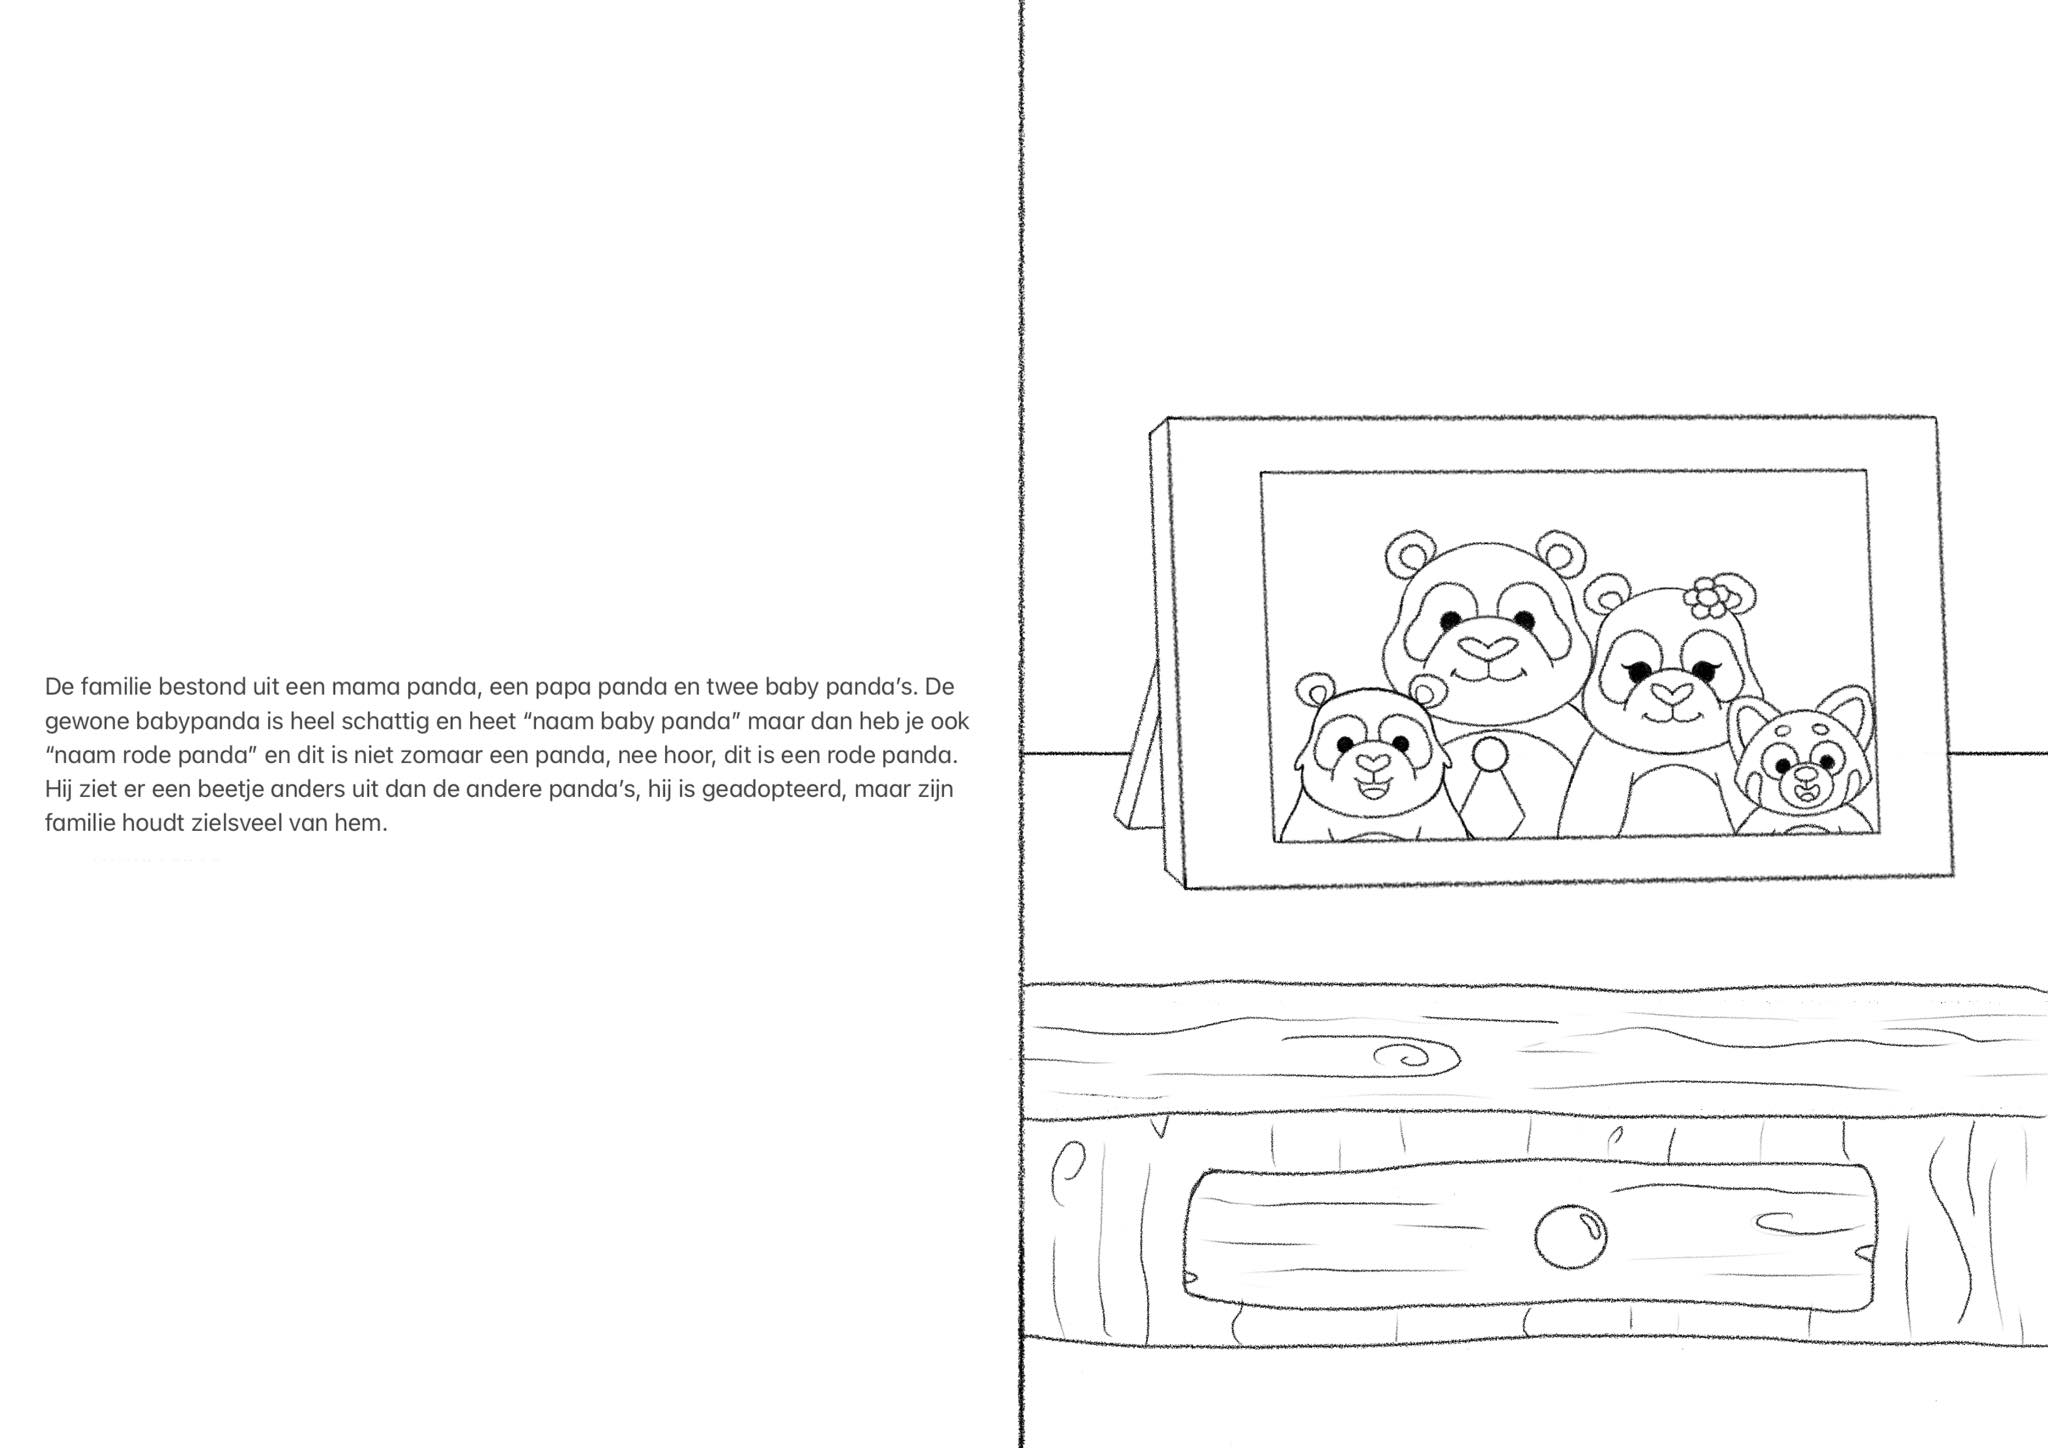 De familie bestond uit een mama panda, een papa panda en twee baby panda’s. De
gewone babypanda is heel schattig en heet “naam baby panda” maar dan heb je ook
“naam rode panda” en dit is niet zomaar een panda, nee hoor, dit is een rode panda.
Hij ziet er een beetje anders uit dan de andere panda’s, hij is geadopteerd, maar zijn
familie houdt zielsveel van hem.